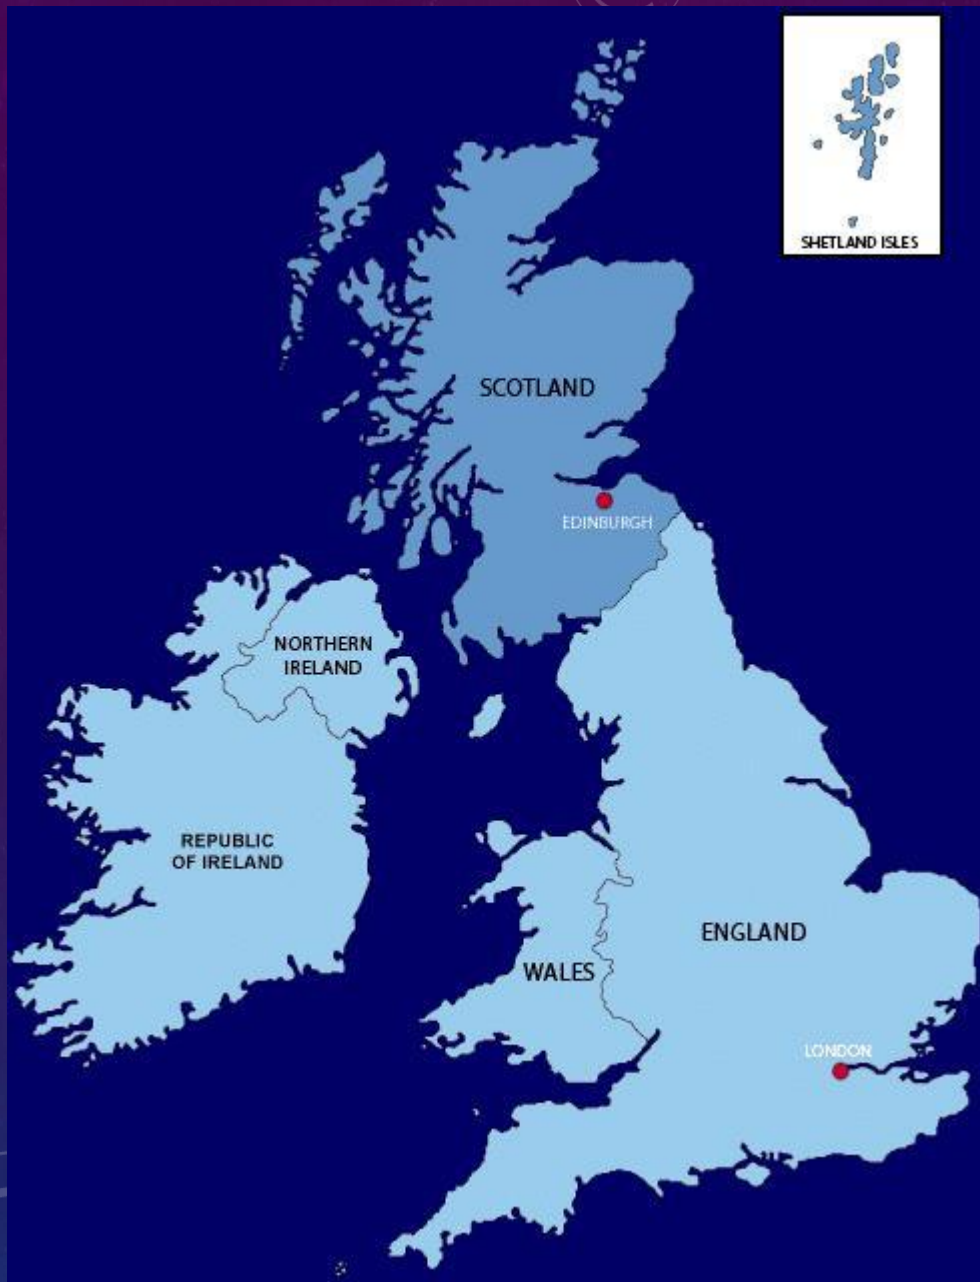 SHETLAND ISLES
SCOTLAND
EDINBURGH
NORTHERN
IRELAND
REPUBLIC
OF IRELAND
ENGLAND
WALES
LONDON